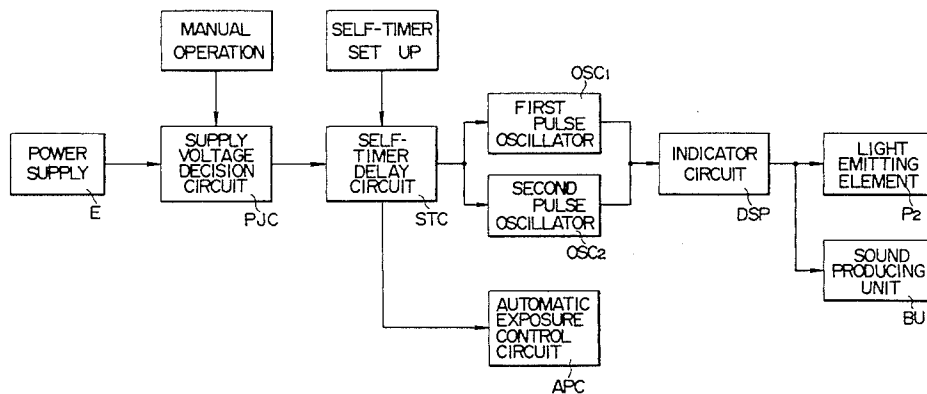 MANUAL
OPERATION
SELF-TIMER
SET UP
OSC1
FIRST
PULSE
OSCILLATOR
POWER
SUPPLY
E
SUPPLY
VOLTAGE
DECISION
CIRCUIT
PJC
SELF-
TIMER
DELAY
CIRCUIT
STC
SECOND
PULSE
OSCILLATOR
OSC2
INDICATOR
CIRCUIT
DSP
LIGHT
EMITTING
ELEMENT
P2
SOUND
PRODUCING
UNIT
BU
AUTOMATIC
EXPOSURE
CONTROL
CIRCUIT
APC